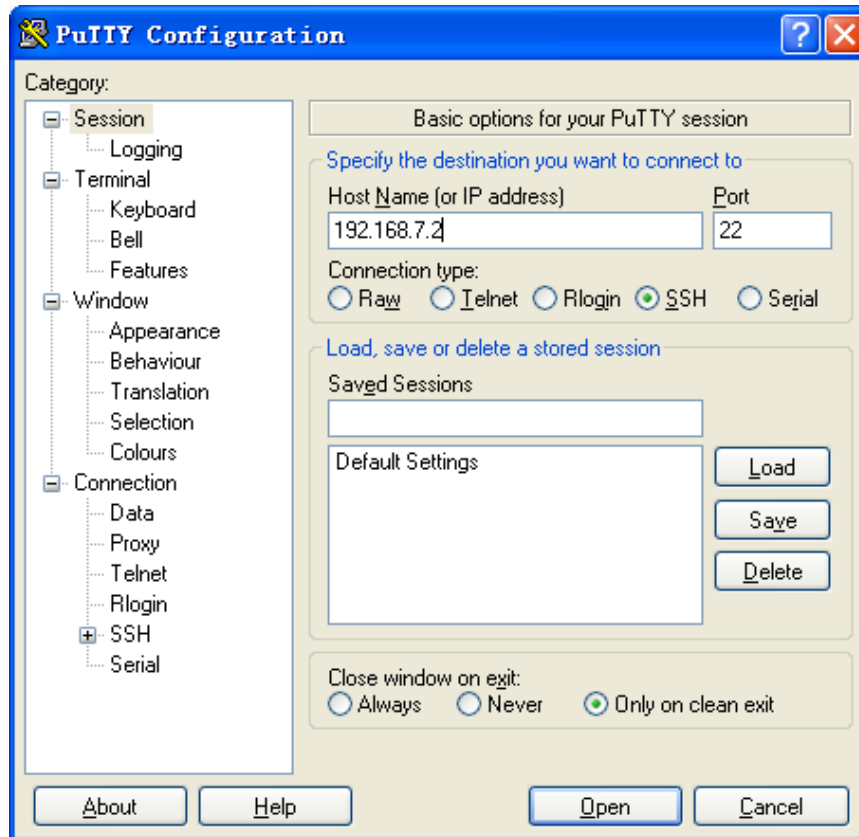 PuTTY Configuration
Category:
Session
Logging
Terminal
Keyboard
Bell
Features
Window
Appearance
Behaviour
Translation
Selection
Colours
Connection
Data
Proxy
Telnet
Rlogin
SSH
Serial
Basic options for your PuTTY session
Specify the destination you want to connect to
Host Name (or IP address) Port
192.168.7.2 22
Connection type:
Raw Telnet Rlogin SSH Serial
Load, save or delete a stored session
Saved Sessions
Default Settings
Load
Save
Delete
Close window on exit:
Always Never Only on clean exit
About Help Open Cancel